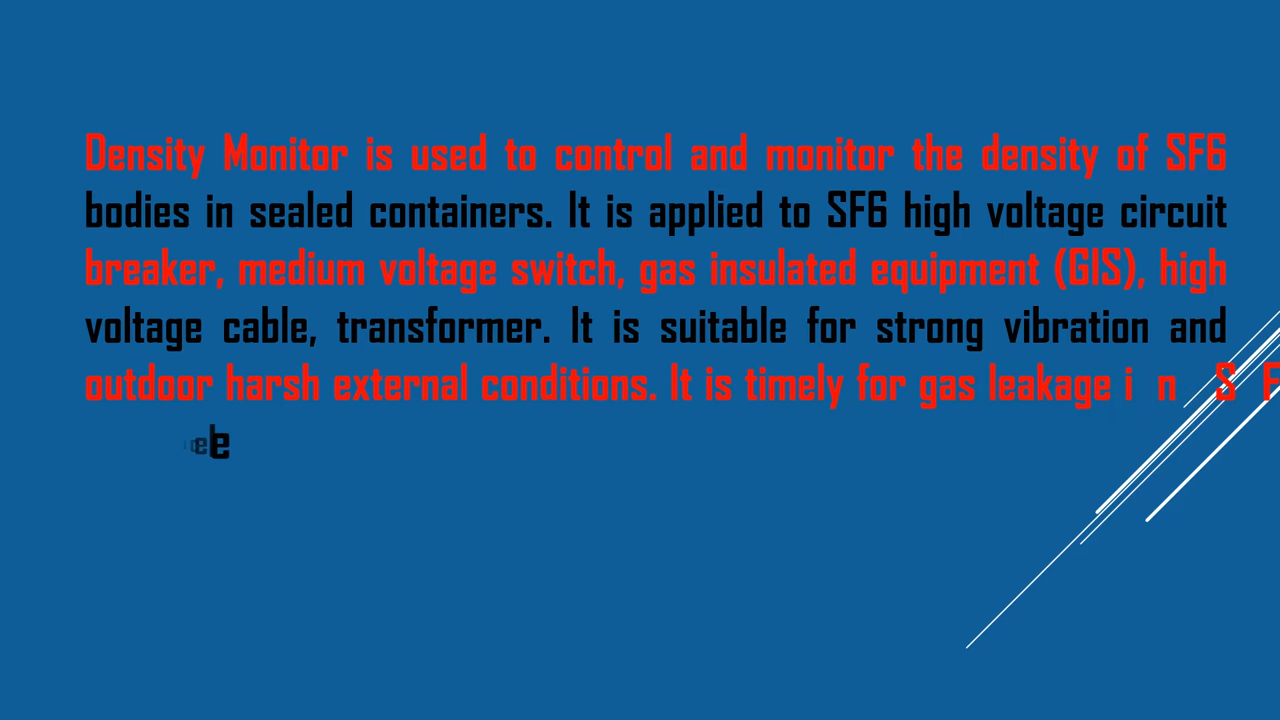 Density Monitor is used to control and monitor the density of SF6
bodies in sealed containers. It is applied to SF6 high voltage circuit
breaker, medium voltage switch, gas insulated equipment (GIS), high
voltage cable, transformer. It is suitable for strong vibration and
outdoor harsh external conditions. It is timely for gas leakage in SF